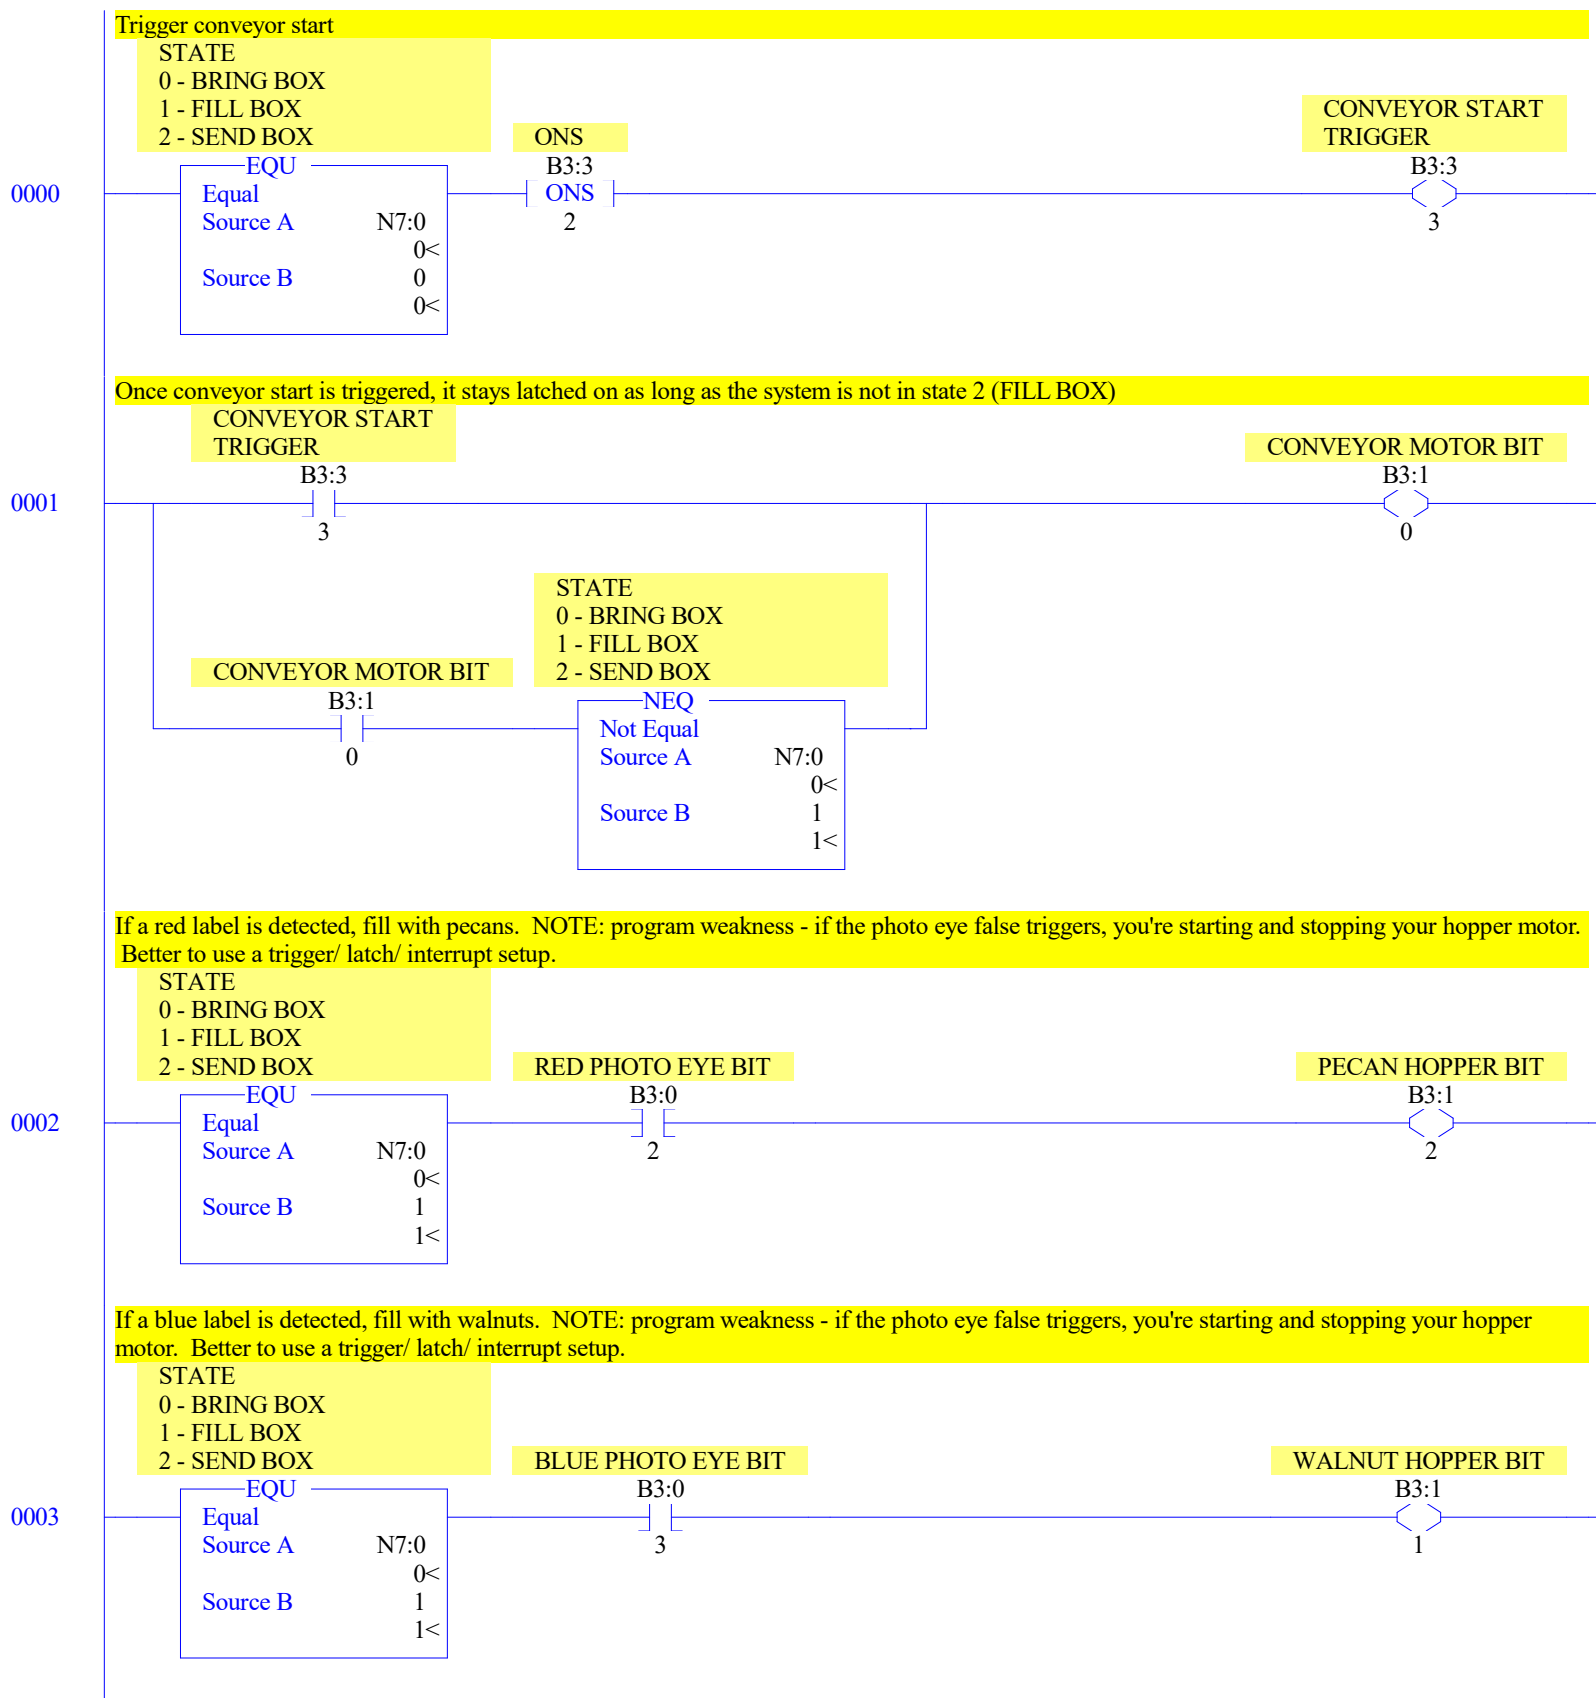 Trigger conveyor start
STATE
0 - BRING BOX
1 - FILL BOX
2 - SEND BOX
ONS
CONVEYOR START
TRIGGER
0000
EQU
Equal
Source A N7:0
0<
Source B 0
0<
B3:3
ONS
2
B3:3
3
Once conveyor start is triggered, it stays latched on as long as the system is not in state 2 (FILL BOX)
CONVEYOR START
TRIGGER
CONVEYOR MOTOR BIT
0001
B3:3
3
B3:1
0
STATE
0 - BRING BOX
1 - FILL BOX
2 - SEND BOX
CONVEYOR MOTOR BIT
B3:1
0
NEQ
Not Equal
Source A N7:0
0<
Source B 1
1<
If a red label is detected, fill with pecans.  NOTE: program weakness - if the photo eye false triggers, you're starting and stopping your hopper motor.
Better to use a trigger/ latch/ interrupt setup.
STATE
0 - BRING BOX
1 - FILL BOX
2 - SEND BOX
RED PHOTO EYE BIT
PECAN HOPPER BIT
0002
EQU
Equal
Source A N7:0
0<
Source B 1
1<
B3:0
2
B3:1
2
If a blue label is detected, fill with walnuts.  NOTE: program weakness - if the photo eye false triggers, you're starting and stopping your hopper
motor.  Better to use a trigger/ latch/ interrupt setup.
STATE
0 - BRING BOX
1 - FILL BOX
2 - SEND BOX
BLUE PHOTO EYE BIT
WALNUT HOPPER BIT
0003
EQU
Equal
Source A N7:0
0<
Source B 1
1<
B3:0
3
B3:1
1